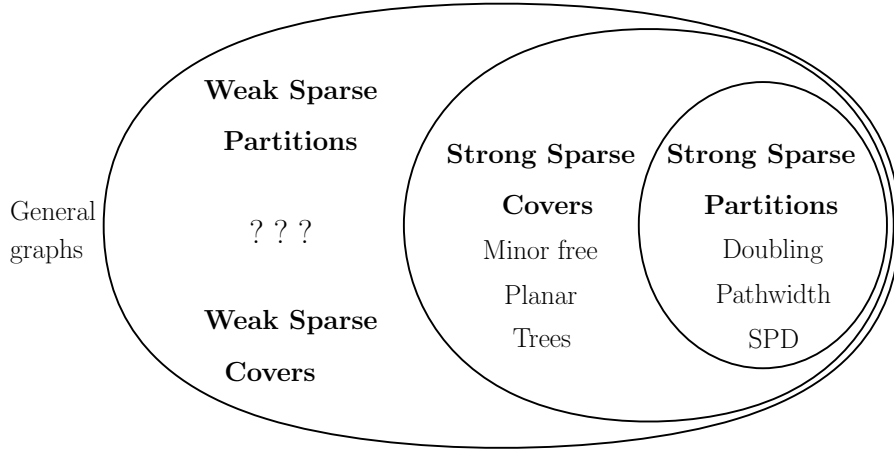 General
graphs
Weak Sparse
Partitions
? ? ?
Weak Sparse
Covers
Strong Sparse
Covers
Minor free
Planar
Trees
Strong Sparse
Partitions
Doubling
Pathwidth
SPD